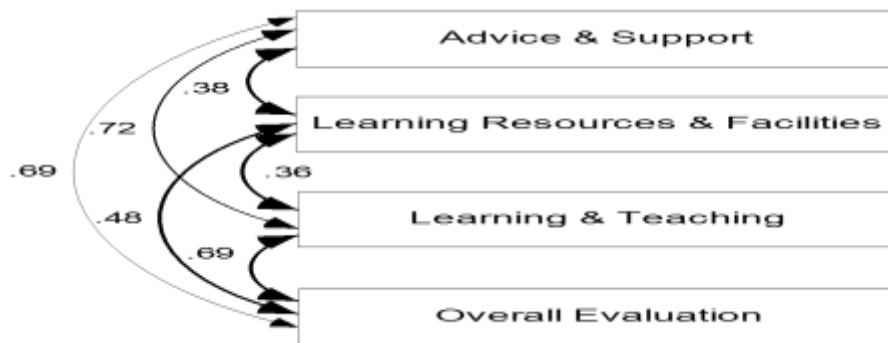 Advice & Support
.38
Learning Resources & Facilities
.72
.69
.36
.48
Learning & Teaching
.69
Overall Evaluation